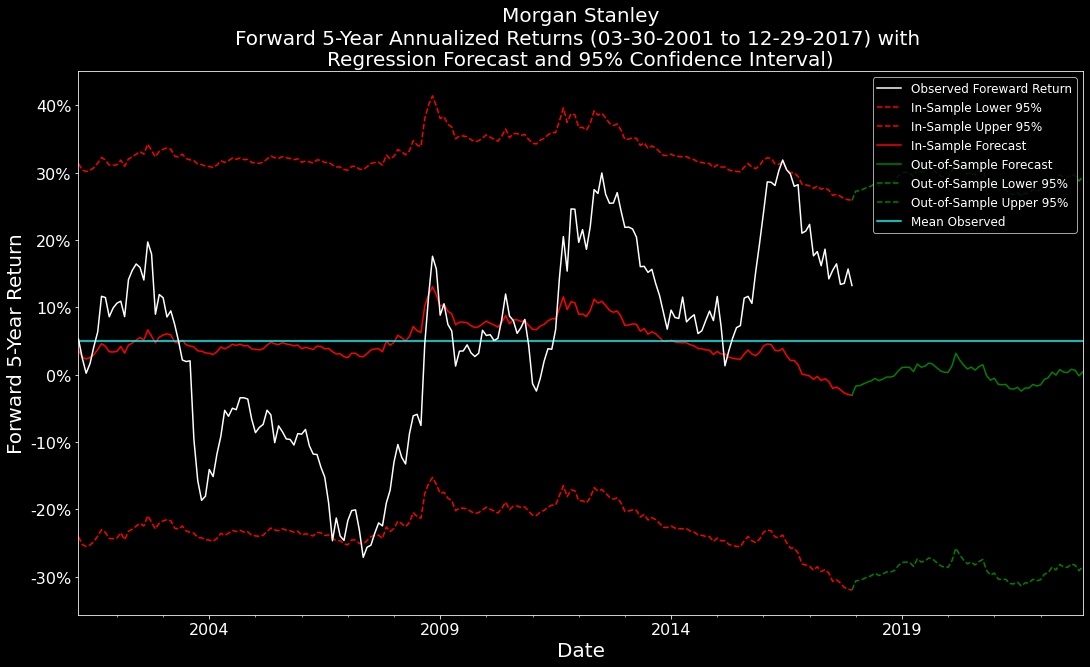 Morgan Stanley
Forward 5-Year Annualized Returns (03-30-2001 to 12-29-2017) with
Regression Forecast and 95% Confidence Interval)
Observed Foreward Return
In-Sample Lower 95%
In-Sample Upper 95%
In-Sample Forecast
Out-of-Sample Forecast
Out-of-Sample Lower 95%
Out-of-Sample Upper 95%
Mean Observed
Forward 5-Year Return
40%
30%
20%
10%
0%
-10%
-20%
-30%
2004
2009
2014
2019
Date